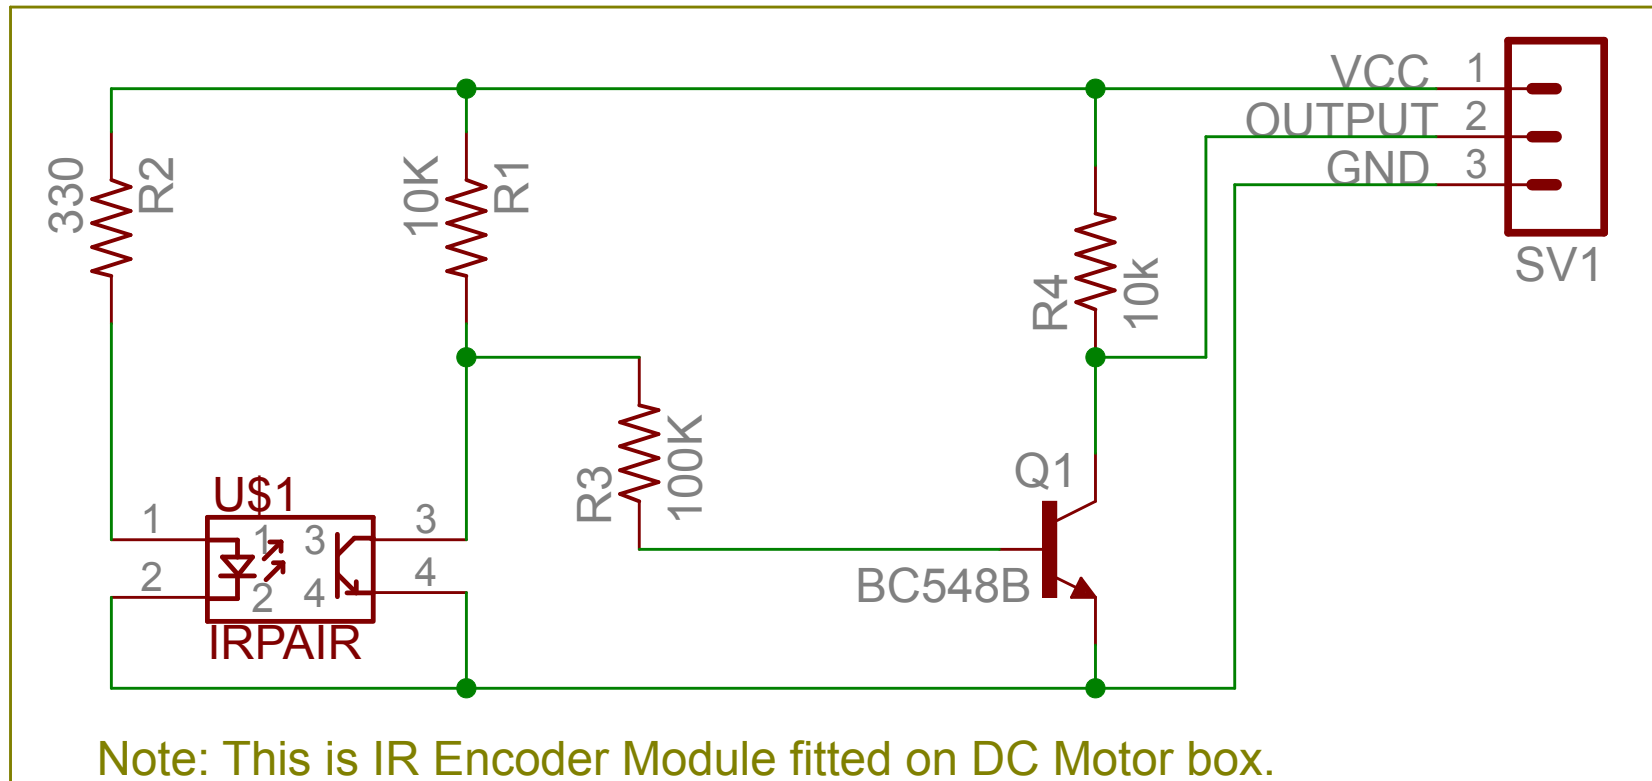 VCC 1
OUTPUT 2
GND 3
SV1
330 R2
10K R1
R4 10k
R3 100K
Q1
BC548B
U$1
1 1 3 3
2 2 4 4
IRPAIR
Note: This is IR Encoder Module fitted on DC Motor box.